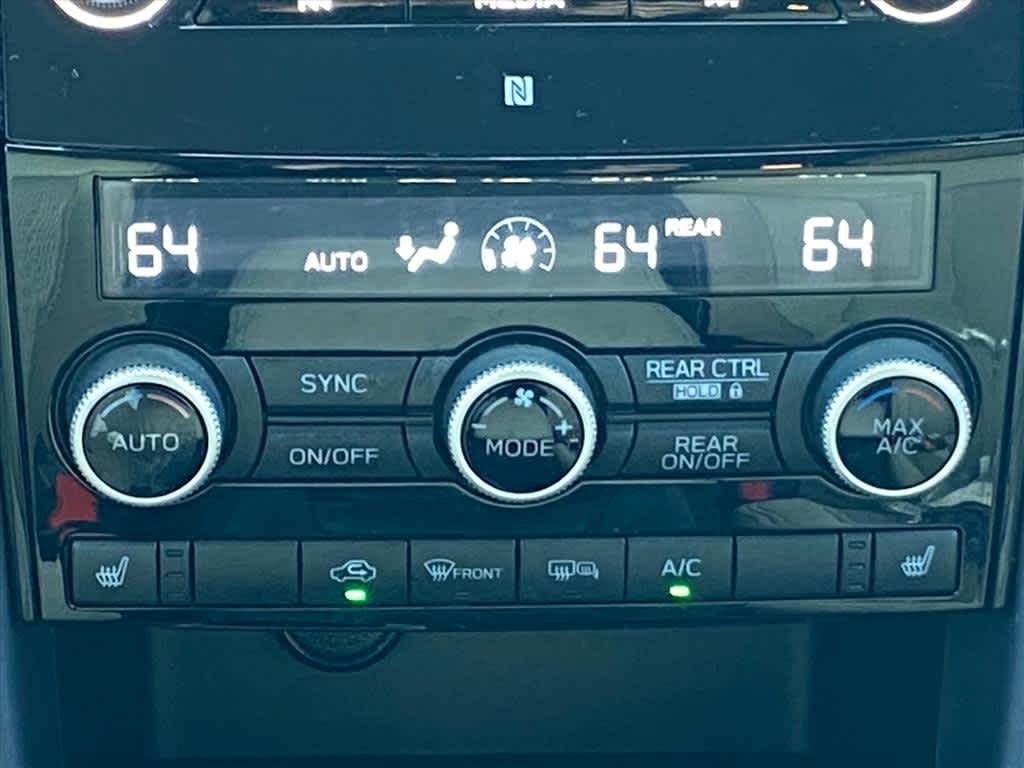 MEDIA
64 AUTO 64 REAR 64
SYNC
REAR CTRL
HOLD
AUTO
MODE
MAX
A/C
ON/OFF
REAR
ON/OFF
FRONT
A/C